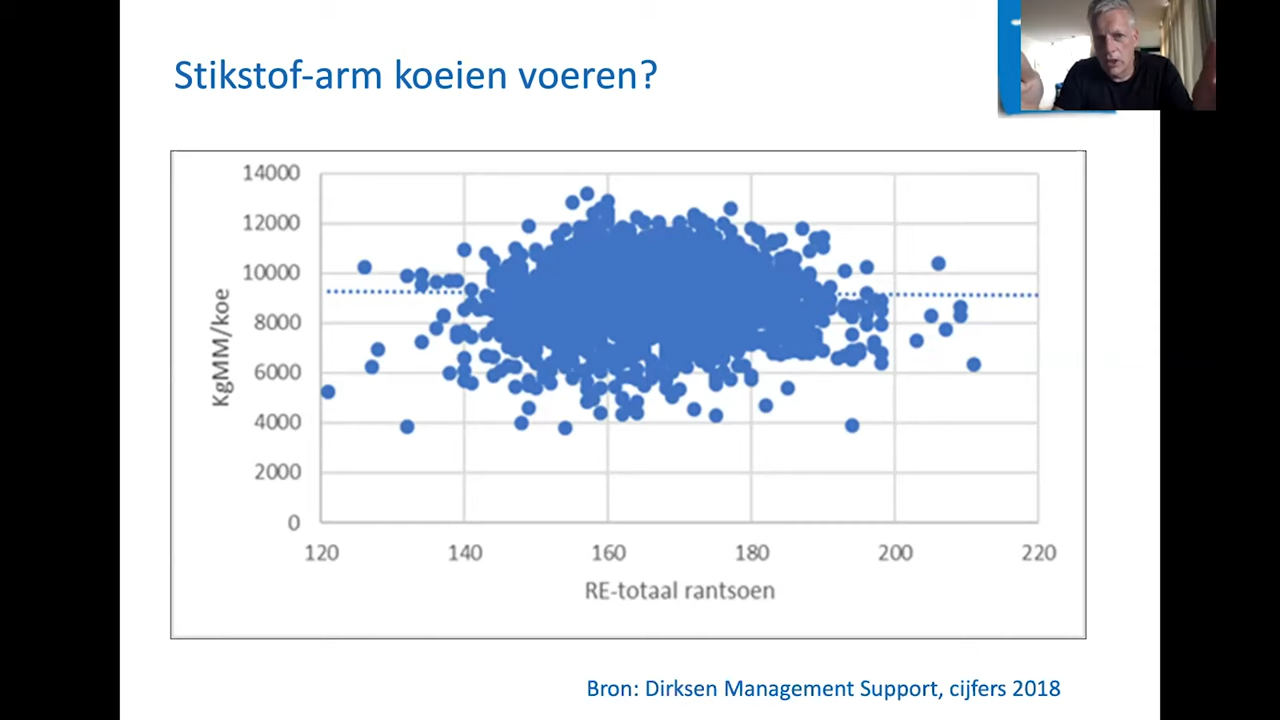 Stikstof-arm koeien voeren?
14000
12000
10000
8000
6000
4000
2000
0
KgMM/koe
120 140 160 180 200 220
RE-totaal rantsoen
Bron: Dirksen Management Support, cijfers 2018